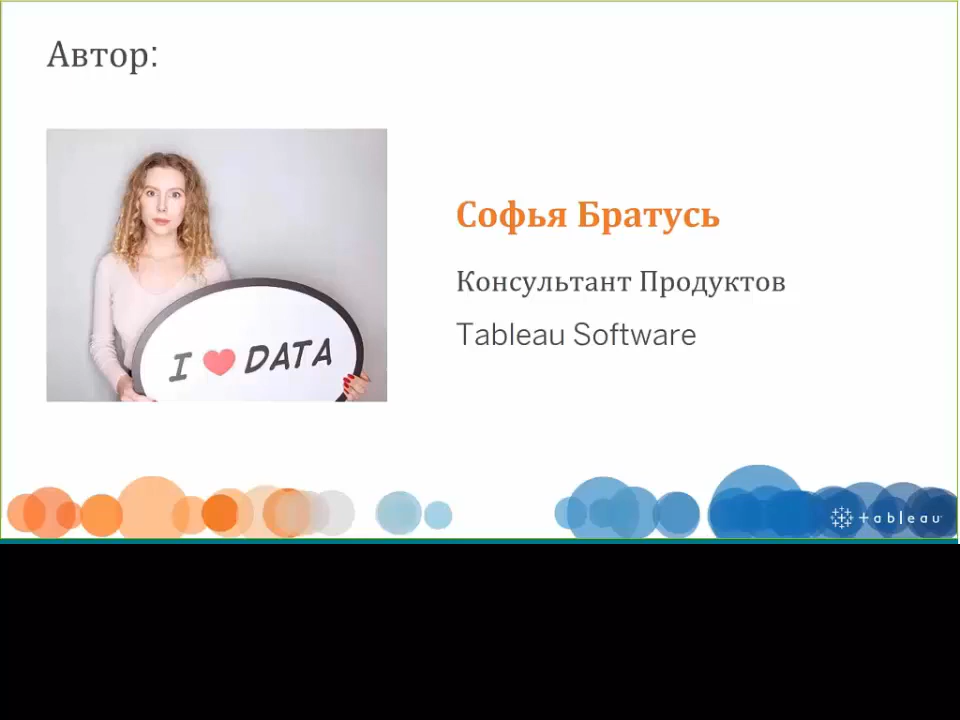 Автор:
I ❤ DATA
Софья Братусь
Консультант Продуктов
Tableau Software
+ableau